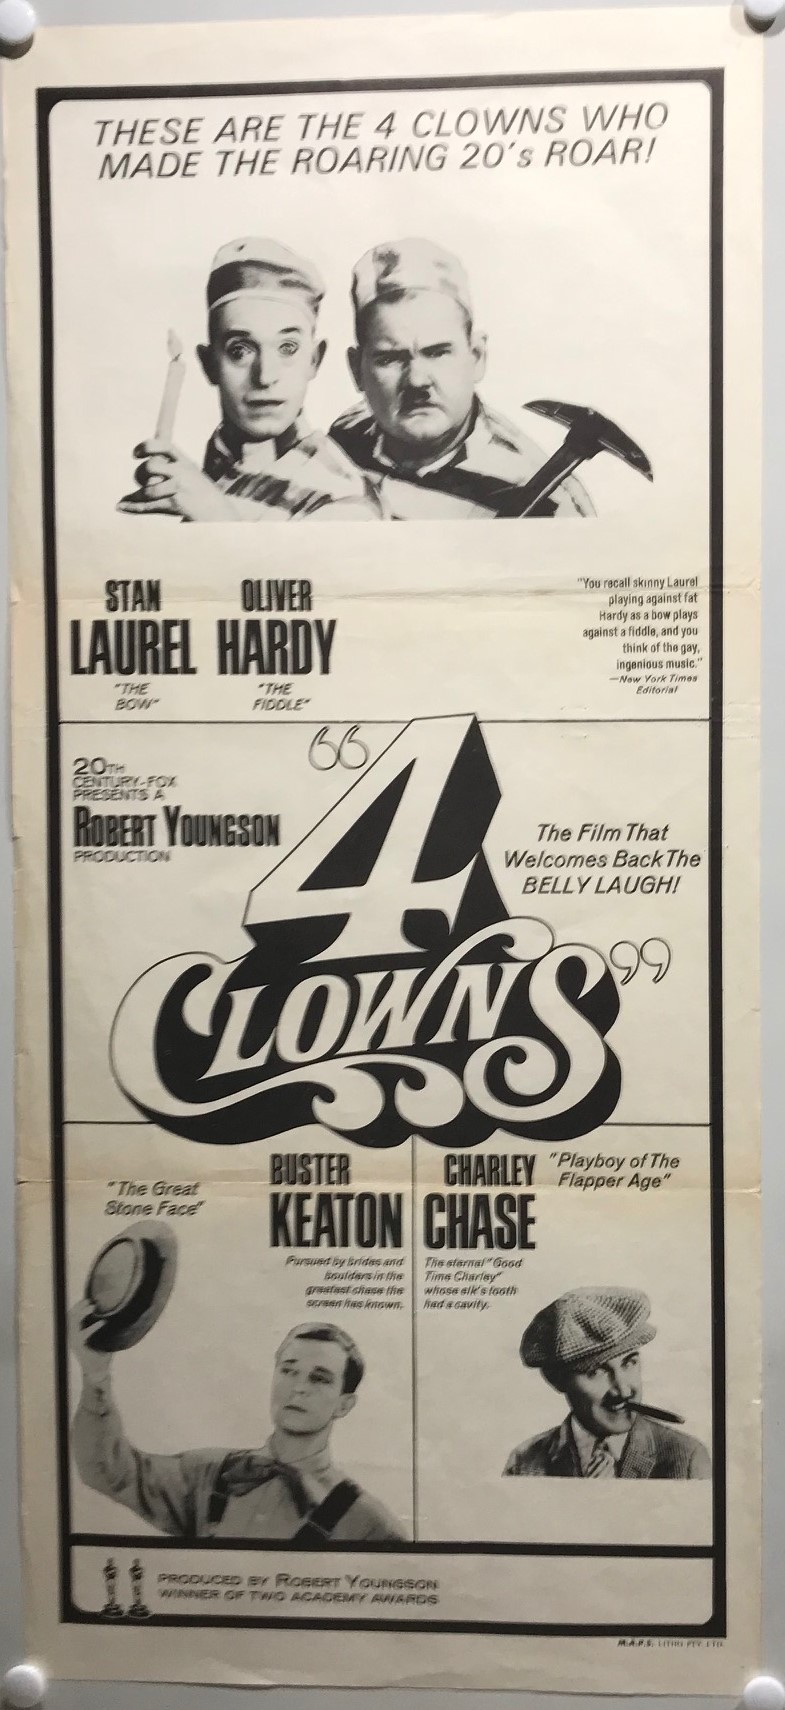 THESE ARE THE 4 CLOWNS WHO
MADE THE ROARING 20's ROAR!
STAN
LAUREL
"THE
BOW"
OLIVER
HARDY
"THE
FIDDLE"
"You recall skinny Laurel
playing against fat
Hardy as a bow plays
against a fiddle, and you
think of the gay,
ingenious music."
—New York Times
Editorial
20TH
CENTURY-FOX
PRESENTS A
ROBERT YOUNGSON
PRODUCTION
"4
CLOWNS"
The Film That
Welcomes Back The
BELLY LAUGH!
"The Great
Stone Face"
BUSTER
KEATON
Pursued by brides and
boulders in the
greatest chase the
screen has known.
CHARLEY
CHASE
"Playboy of The
Flapper Age"
The eternal "Good
Time Charley"
whose elk's tooth
had a cavity.
PRODUCED BY ROBERT YOUNGSON
WINNER OF TWO ACADEMY AWARDS
M.A.P.S. LITHO PTY. LTD.